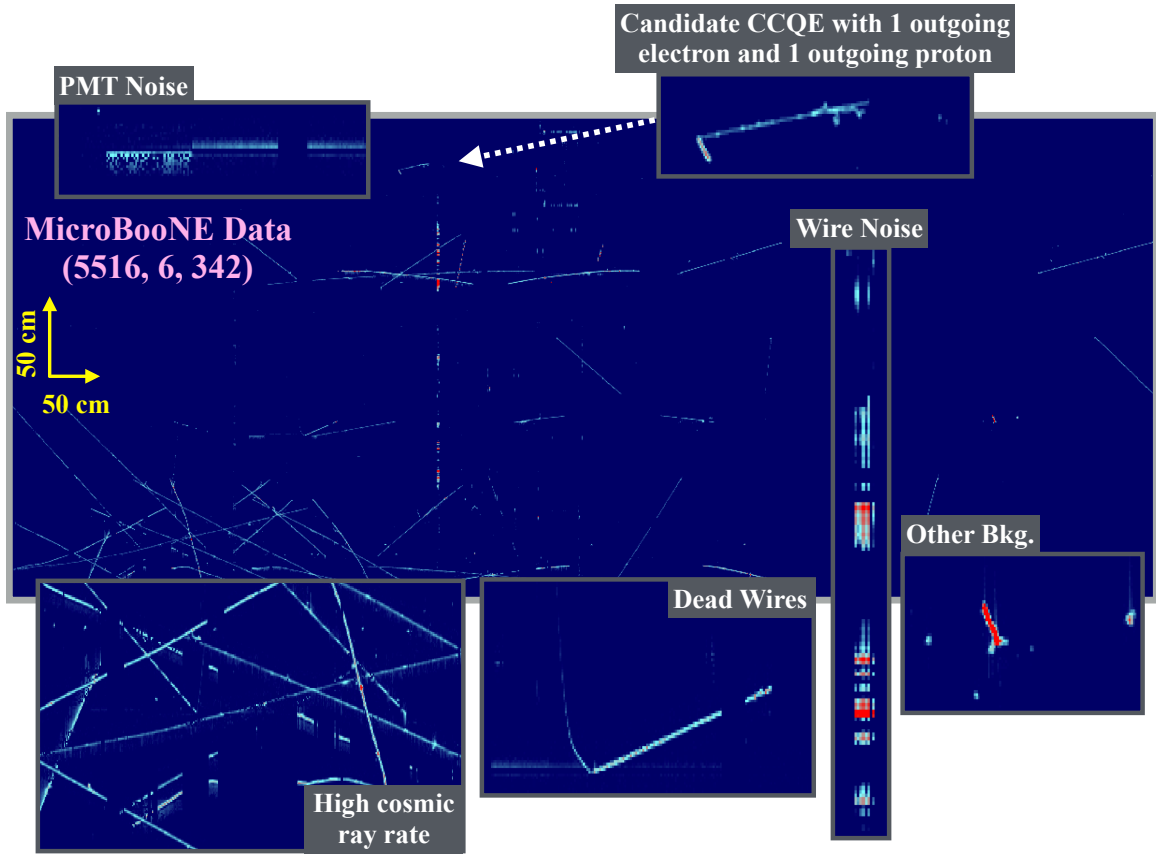 Candidate CCQE with 1 outgoing
electron and 1 outgoing proton
PMT Noise
MicroBooNE Data
(5516, 6, 342)
Wire Noise
50 cm
50 cm
Other Bkg.
Dead Wires
High cosmic
ray rate